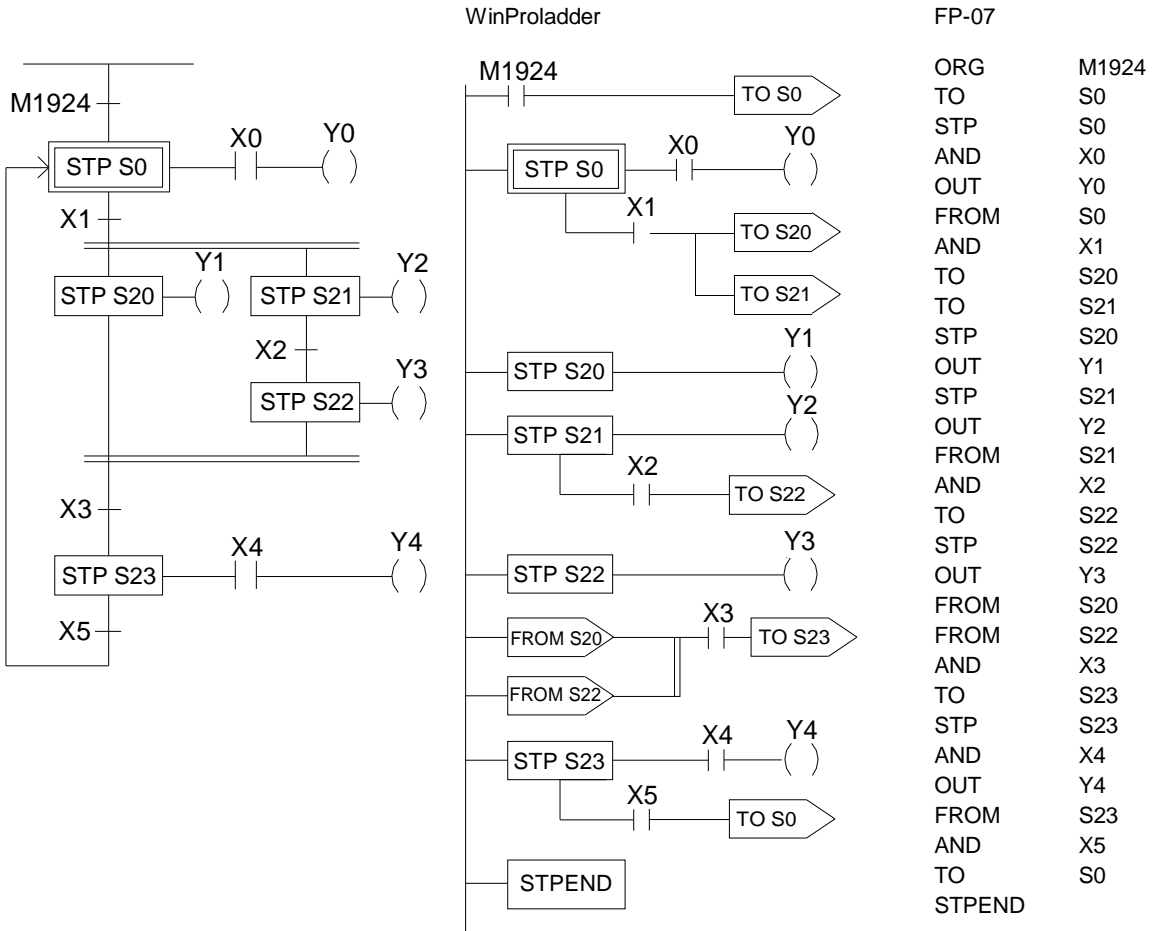 WinProladder
FP-07
M1924
STP S0
X0
Y0
X1
STP S20
Y1
STP S21
Y2
X2
STP S22
Y3
X3
STP S23
X4
Y4
X5
M1924
TO S0
STP S0
X0
Y0
X1
TO S20
TO S21
STP S20
Y1
STP S21
Y2
X2
TO S22
STP S22
Y3
FROM S20
X3
TO S23
FROM S22
STP S23
X4
Y4
X5
TO S0
STPEND
ORG M1924
TO S0
STP S0
AND X0
OUT Y0
FROM S0
AND X1
TO S20
TO S21
STP S20
OUT Y1
STP S21
OUT Y2
FROM S21
AND X2
TO S22
STP S22
OUT Y3
FROM S20
FROM S22
AND X3
TO S23
STP S23
AND X4
OUT Y4
FROM S23
AND X5
TO S0
STPEND